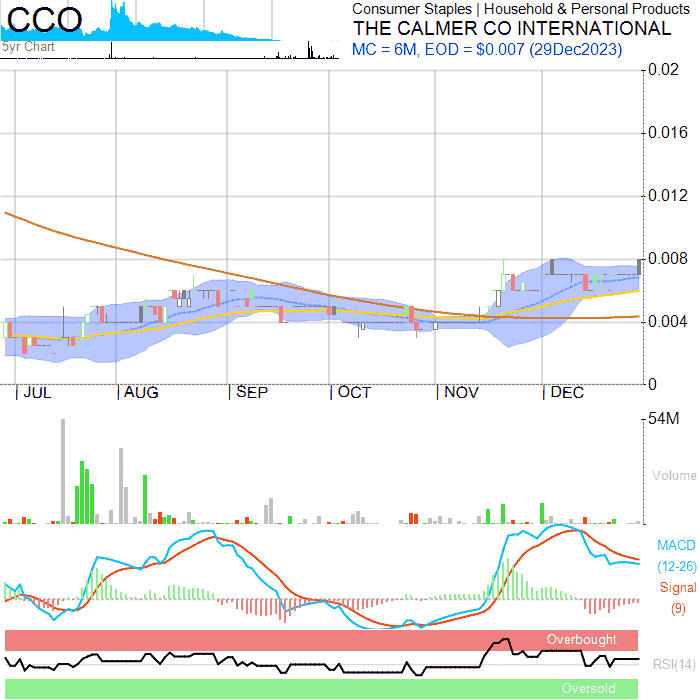 CCO
5yr Chart
Consumer Staples | Household & Personal Products
THE CALMER CO INTERNATIONAL
MC = 6M, EOD = $0.007 (29Dec2023)
0.02
0.016
0.012
0.008
0.004
0
JUL AUG SEP OCT NOV DEC
54M
Volume
MACD
(12-26)
Signal
(9)
Overbought
RSI(14)
Oversold